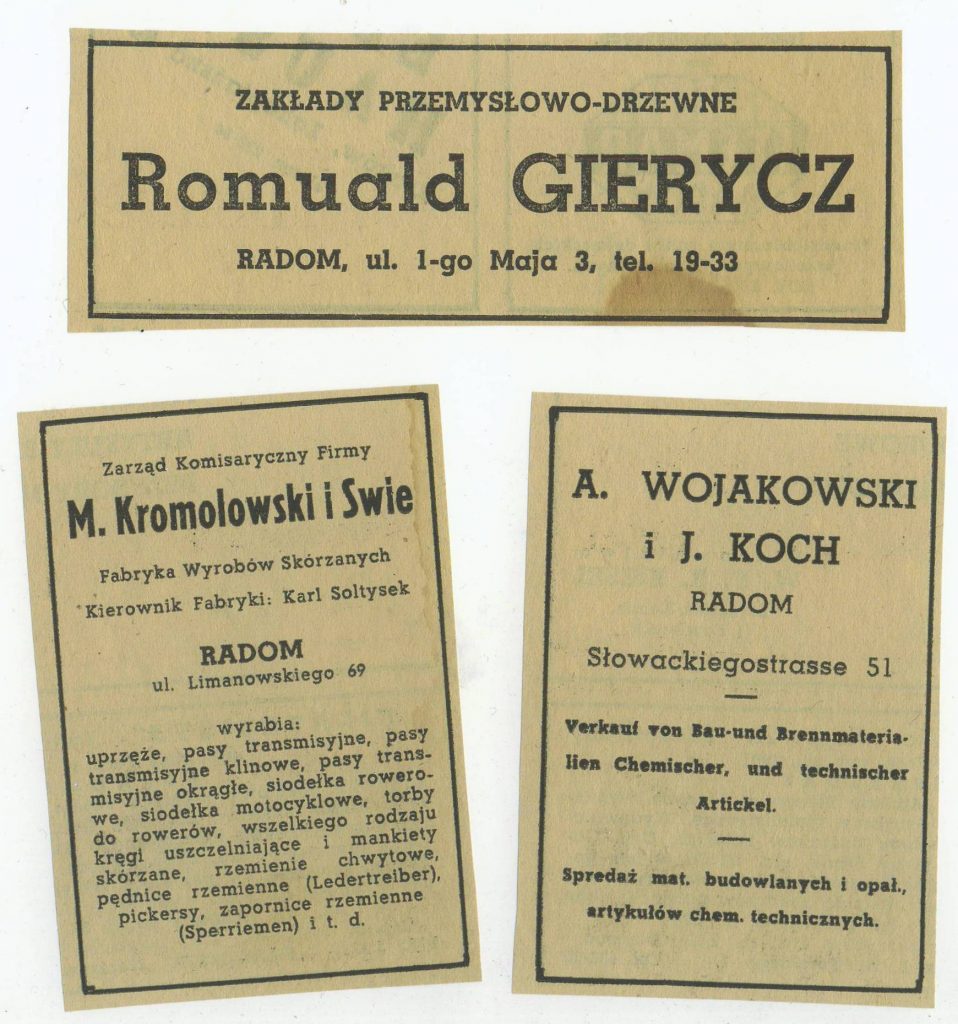 ZAKŁADY PRZEMYSŁOWO-DRZEWNE
Romuald GIERYCZ
RADOM, ul. 1-go Maja 3, tel. 19-33
Zarząd Komisaryczny Firmy
M. Kromolowski i Swie
Fabryka Wyrobów Skórzanych
Kierownik Fabryki: Karl Soltysek
RADOM
ul. Limanowskiego 69
wyrabia:
uprzęże, pasy transmisyjne, pasy
transmisyjne klinowe, pasy trans-
misyjne okrągłe, siodełka rowero-
we, siodełka motocyklowe, torby
do rowerów, wszelkiego rodzaju
kręgi uszczelniające i mankiety
skórzane, rzemienie chwytowe,
pędnice rzemienne (Ledertreiber),
pickersy, zapornice rzemienne
(Sperriemen) i t. d.
A. WOJAKOWSKI
i J. KOCH
RADOM
Słowackiegostrasse 51
Verkauf von Bau-und Brennmateria-
lien Chemischer, und technischer
Artickel.
Spredaż mat. budowlanych i opał.,
artykułów chem. technicznych.